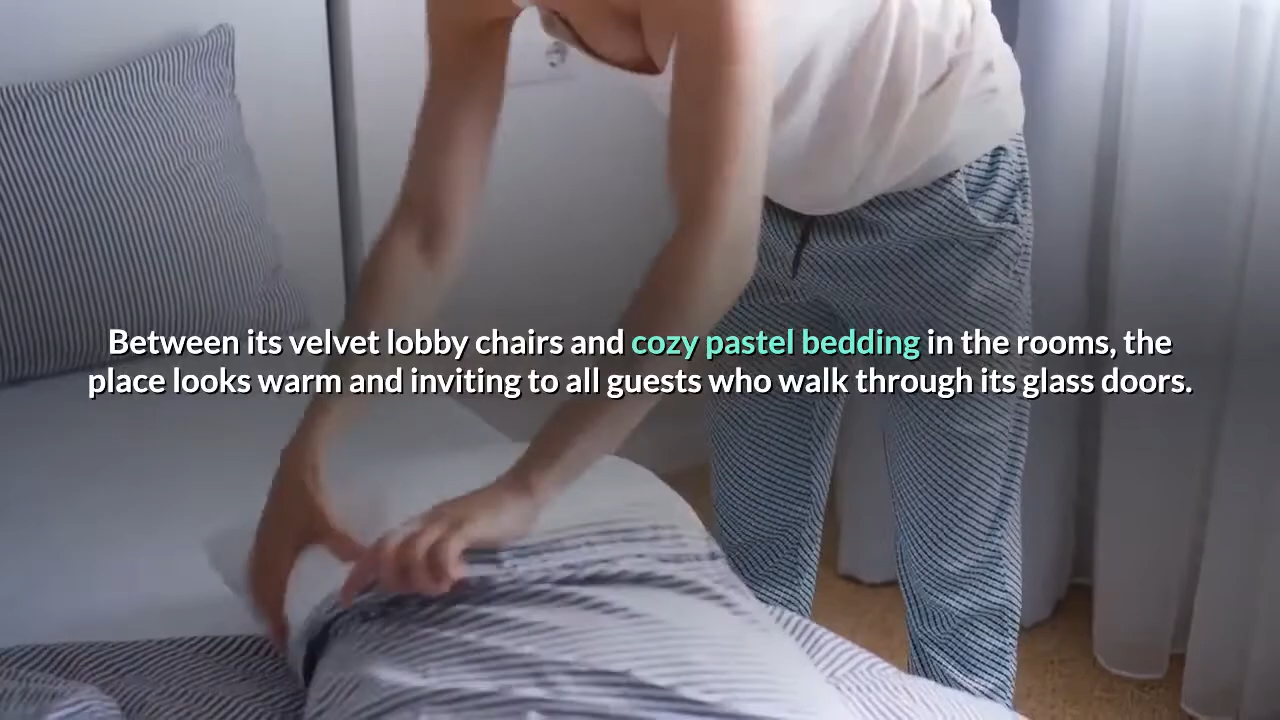 Between its velvet lobby chairs and cozy pastel bedding in the rooms, the
place looks warm and inviting to all guests who walk through its glass doors.